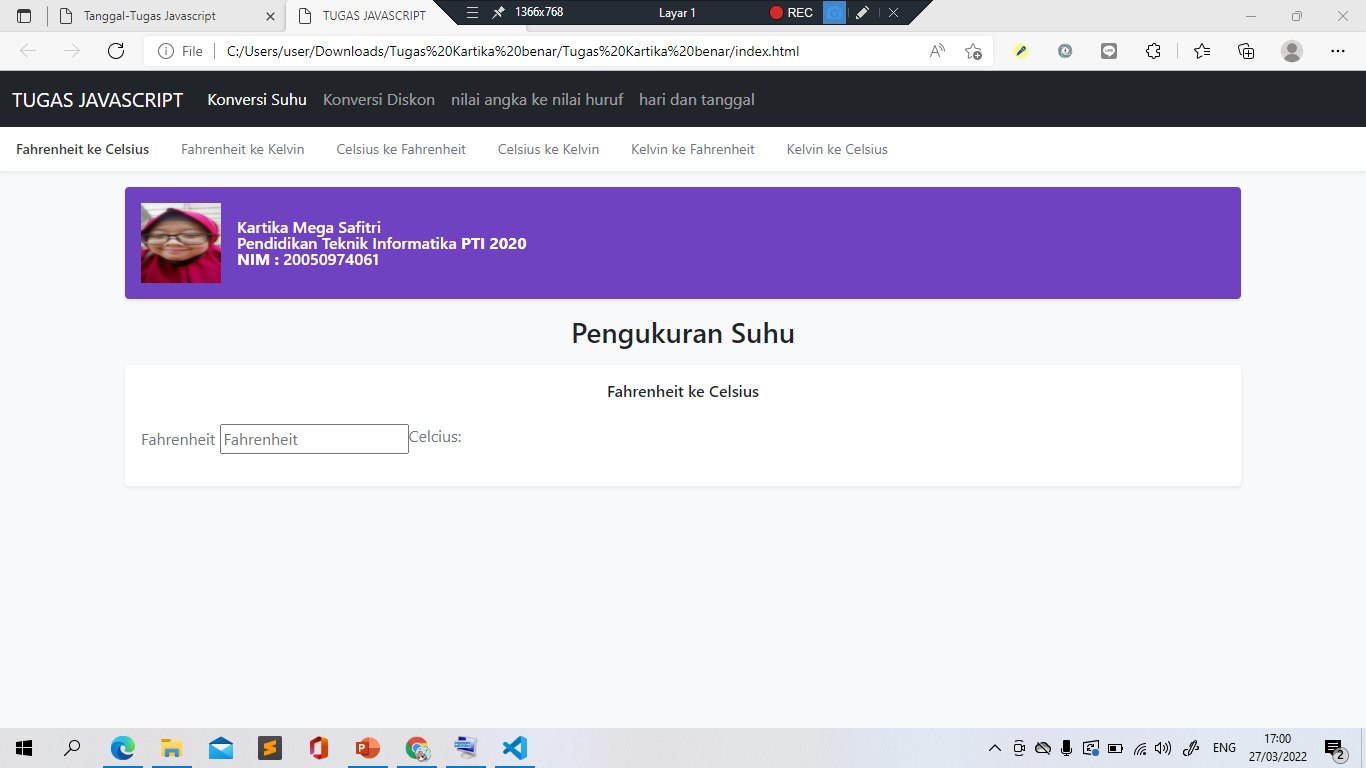 Tanggal-Tugas Javascript
TUGAS JAVASCRIPT
1366x768
Layar 1
REC
File
C:/Users/user/Downloads/Tugas%20Kartika%20benar/Tugas%20Kartika%20benar/index.html
TUGAS JAVASCRIPT Konversi Suhu Konversi Diskon nilai angka ke nilai huruf hari dan tanggal
Fahrenheit ke Celsius Fahrenheit ke Kelvin Celsius ke Fahrenheit Celsius ke Kelvin Kelvin ke Fahrenheit Kelvin ke Celsius
Kartika Mega Safitri
Pendidikan Teknik Informatika PTI 2020
NIM : 20050974061
Pengukuran Suhu
Fahrenheit ke Celsius
Fahrenheit Fahrenheit Celcius:
ENG
17:00
27/03/2022
2